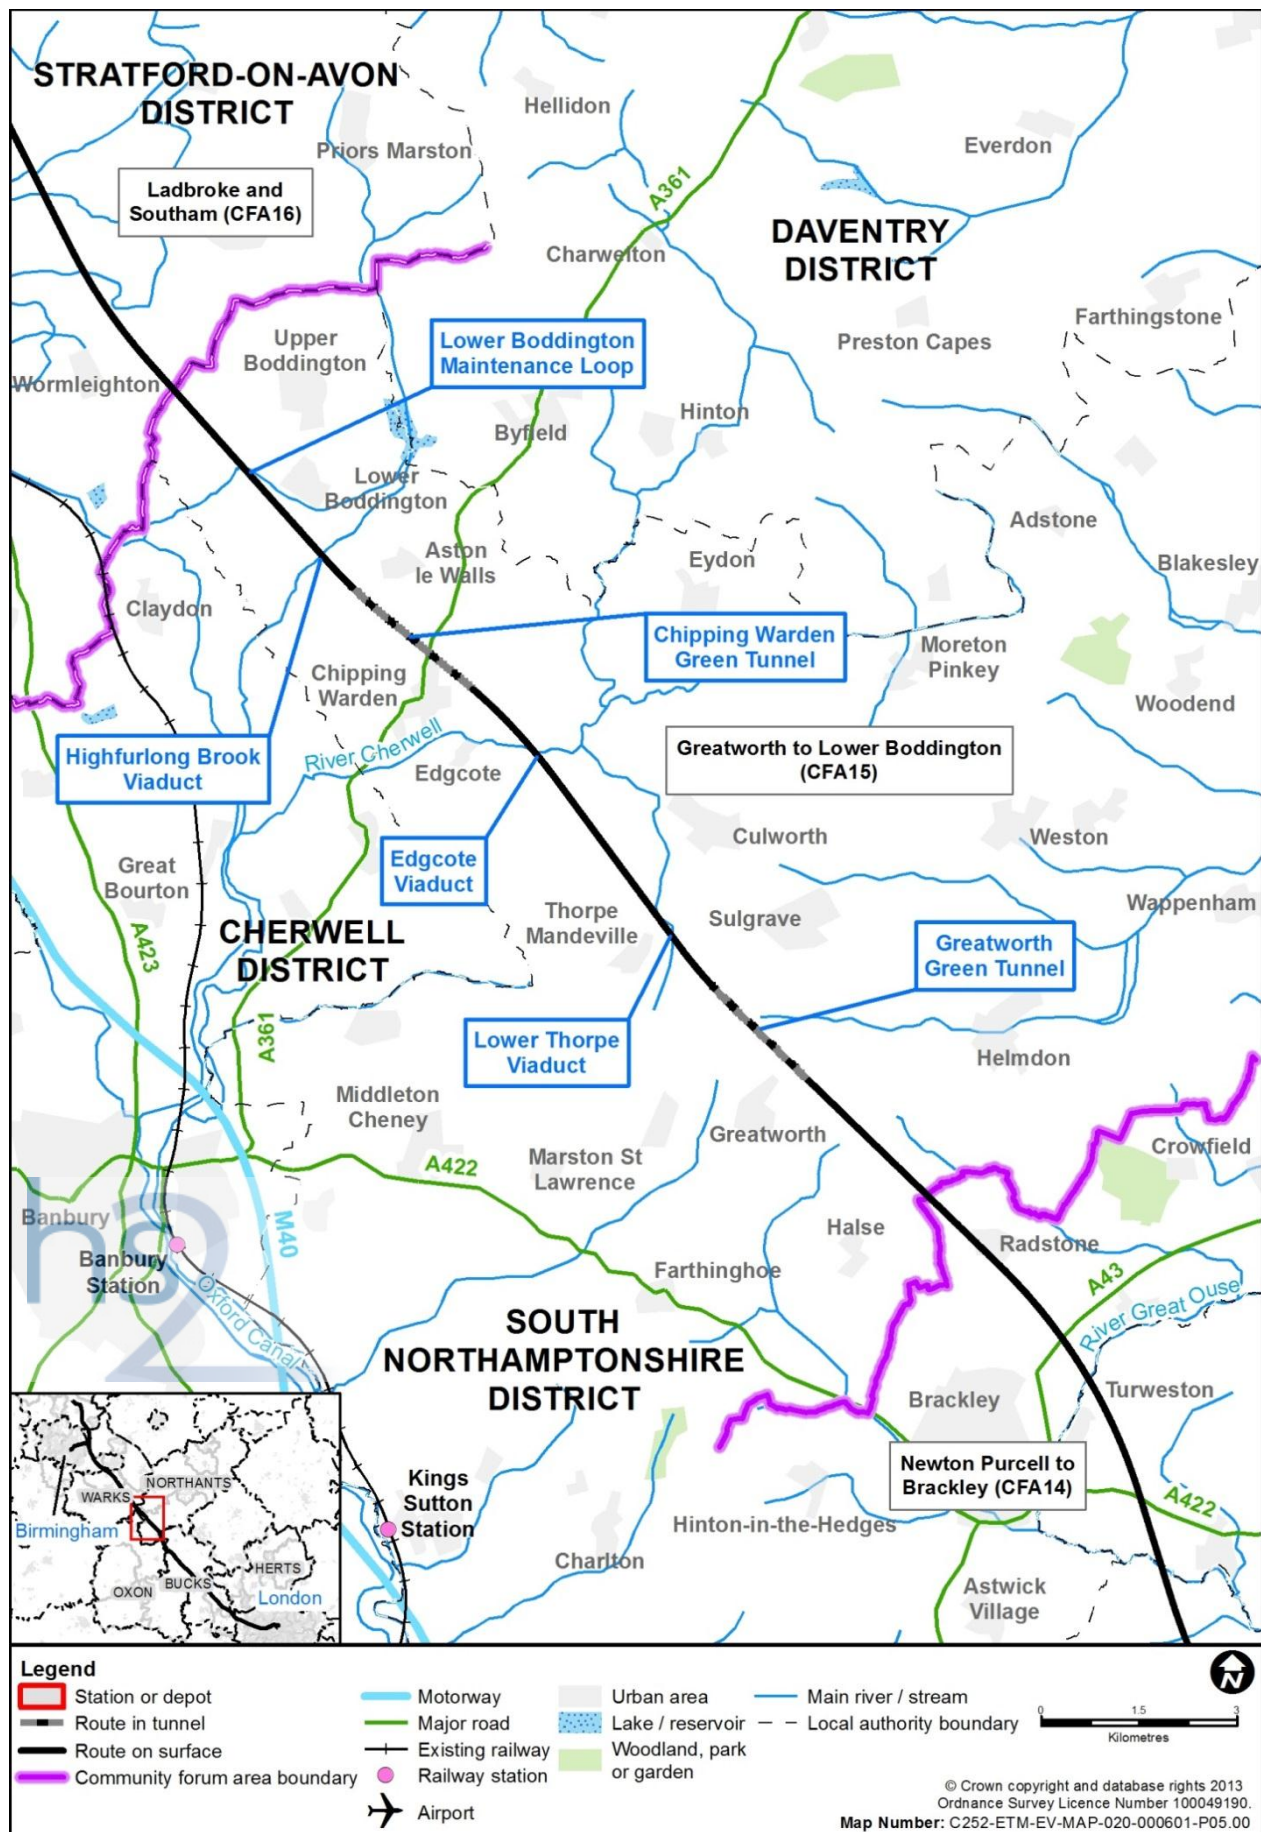 STRATFORD-ON-AVON
DISTRICT
Hellidon
Priors Marston
Everdon
Ladbroke and
Southam (CFA16)
A361
DAVENTRY
DISTRICT
Charwelton
Farthingstone
Upper
Boddington
Lower Boddington
Maintenance Loop
Preston Capes
Wormleighton
Hinton
Byfield
Lower
Boddington
Adstone
Aston
le Walls
Eydon
Blakesley
Claydon
Chipping Warden
Green Tunnel
Moreton
Pinkey
Chipping
Warden
Woodend
Highfurlong Brook
Viaduct
River Cherwell
Edgcote
Greatworth to Lower Boddington
(CFA15)
Culworth
Weston
Edgcote
Viaduct
Great
Bourton
Wappenham
Thorpe
Mandeville
Sulgrave
A423
CHERWELL
DISTRICT
Greatworth
Green Tunnel
A361
Lower Thorpe
Viaduct
Helmdon
Middleton
Cheney
Greatworth
Crowfield
A422
Marston St
Lawrence
Banbury
M40
Halse
Radstone
Banbury
Station
hs2
Farthinghoe
A43
Oxford Canal
River Great Ouse
SOUTH
NORTHAMPTONSHIRE
DISTRICT
Brackley
Turweston
Newton Purcell to
Brackley (CFA14)
Kings
Sutton
Station
A422
Hinton-in-the-Hedges
Charlton
Astwick
Village
NORTHANTS
WARKS
Birmingham
HERTS
BUCKS
OXON
London
Legend
Station or depot
Route in tunnel
Route on surface
Community forum area boundary
Motorway
Major road
Existing railway
Railway station
Airport
Urban area
Lake / reservoir
Woodland, park
or garden
Main river / stream
Local authority boundary
N
0 1.5 3
Kilometres
© Crown copyright and database rights 2013
Ordnance Survey Licence Number 100049190.
Map Number: C252-ETM-EV-MAP-020-000601-P05.00